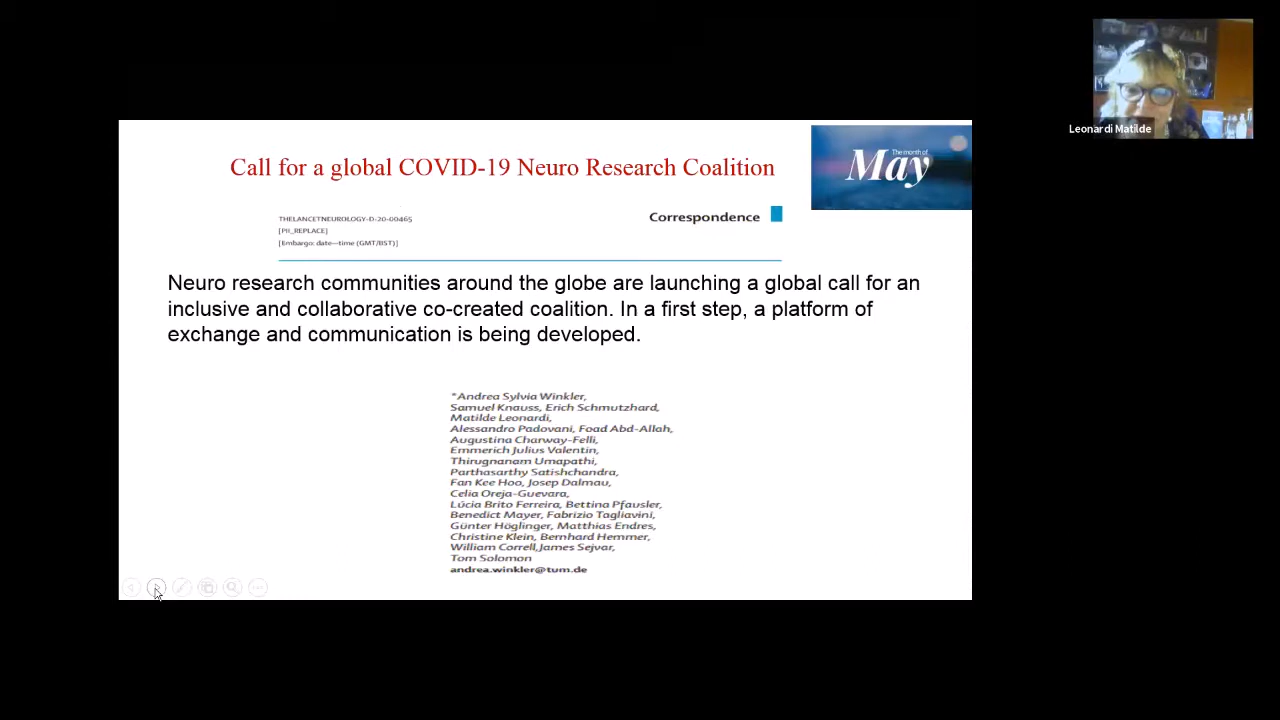 Leonardi Matilde
Call for a global COVID-19 Neuro Research Coalition
The month of
May
THELANCETNEUROLOGY-D-20-00465
[PII_REPLACE]
[Embargo: date—time (GMT/BST)]
Correspondence
Neuro research communities around the globe are launching a global call for an
inclusive and collaborative co-created coalition. In a first step, a platform of
exchange and communication is being developed.
*Andrea Sylvia Winkler,
Samuel Knauss, Erich Schmutzhard,
Matilde Leonardi,
Alessandro Padovani, Foad Abd-Allah,
Augustina Charway-Felli,
Emmerich Julius Valentin,
Thirugnanam Umapathi,
Parthasarthy Satishchandra,
Fan Kee Hoo, Josep Dalmau,
Celia Oreja-Guevara,
Lúcia Brito Ferreira, Bettina Pfausler,
Benedict Mayer, Fabrizio Tagliavini,
Günter Höglinger, Matthias Endres,
Christine Klein, Bernhard Hemmer,
William Correll,James Sejvar,
Tom Solomon
andrea.winkler@tum.de